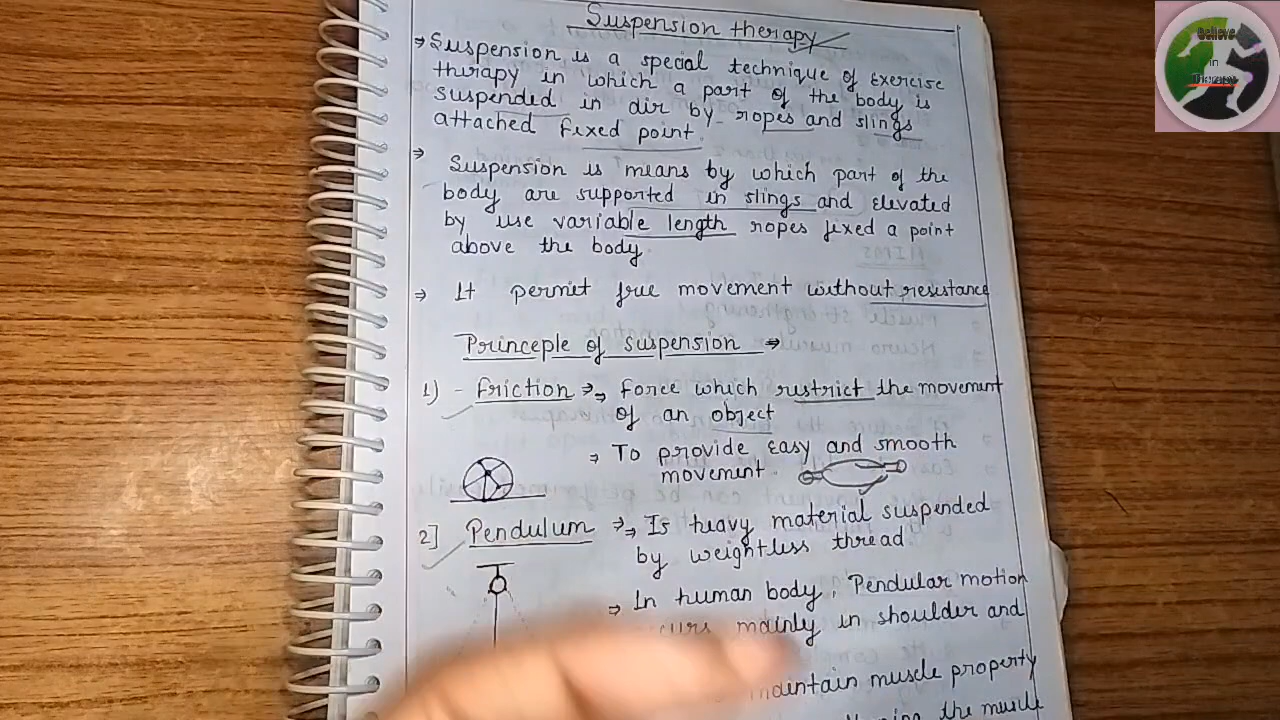 Suspension therapy
→ Suspension is a special technique of Exercise
therapy in which a part of the body is
suspended in air by ropes and slings
attached fixed point.
→ Suspension is means by which part of the
body are supported in slings and Elevated
by use variable length ropes fixed a point
above the body.
→ It permit free movement without resistance
Princeple of suspension →
1) - Friction →→ Force which restrict the movement
of an object
→ To provide easy and smooth
movement.
2] Pendulum →→ Is heavy material suspended
by weightless thread.
→ In human body, Pendular motion
mainly in shoulder and
maintain muscle property
the muscle
Believe
in
Therapy